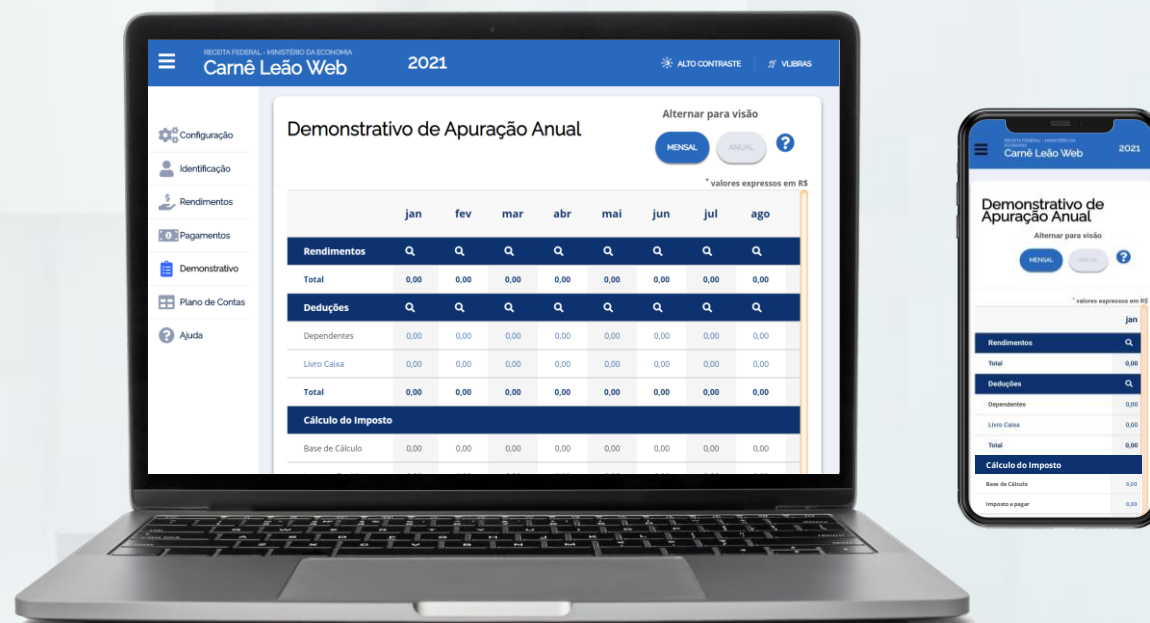 RECEITA FEDERAL - MINISTÉRIO DA ECONOMIA
Carnê Leão Web
2021
ALTO CONTRASTE
VLIBRAS
Configuração
Identificação
Rendimentos
Pagamentos
Demonstrativo
Plano de Contas
Ajuda
Demonstrativo de Apuração Anual
Alternar para visão
MENSAL ANUAL ?
* valores expressos em R$
jan fev mar abr mai jun jul ago
Rendimentos
Total 0,00 0,00 0,00 0,00 0,00 0,00 0,00 0,00
Deduções
Dependentes 0,00 0,00 0,00 0,00 0,00 0,00 0,00 0,00
Livro Caixa 0,00 0,00 0,00 0,00 0,00 0,00 0,00 0,00
Total 0,00 0,00 0,00 0,00 0,00 0,00 0,00 0,00
Cálculo do Imposto
Base de Cálculo 0,00 0,00 0,00 0,00 0,00 0,00 0,00 0,00
RECEITA FEDERAL - MINISTÉRIO DA
ECONOMIA
Carnê Leão Web
2021
Demonstrativo de
Apuração Anual
Alternar para visão
MENSAL ANUAL ?
* valores expressos em R$
jan
Rendimentos
Total 0,00
Deduções
Dependentes 0,00
Livro Caixa 0,00
Total 0,00
Cálculo do Imposto
Base de Cálculo 0,00
Imposto a pagar 0,00